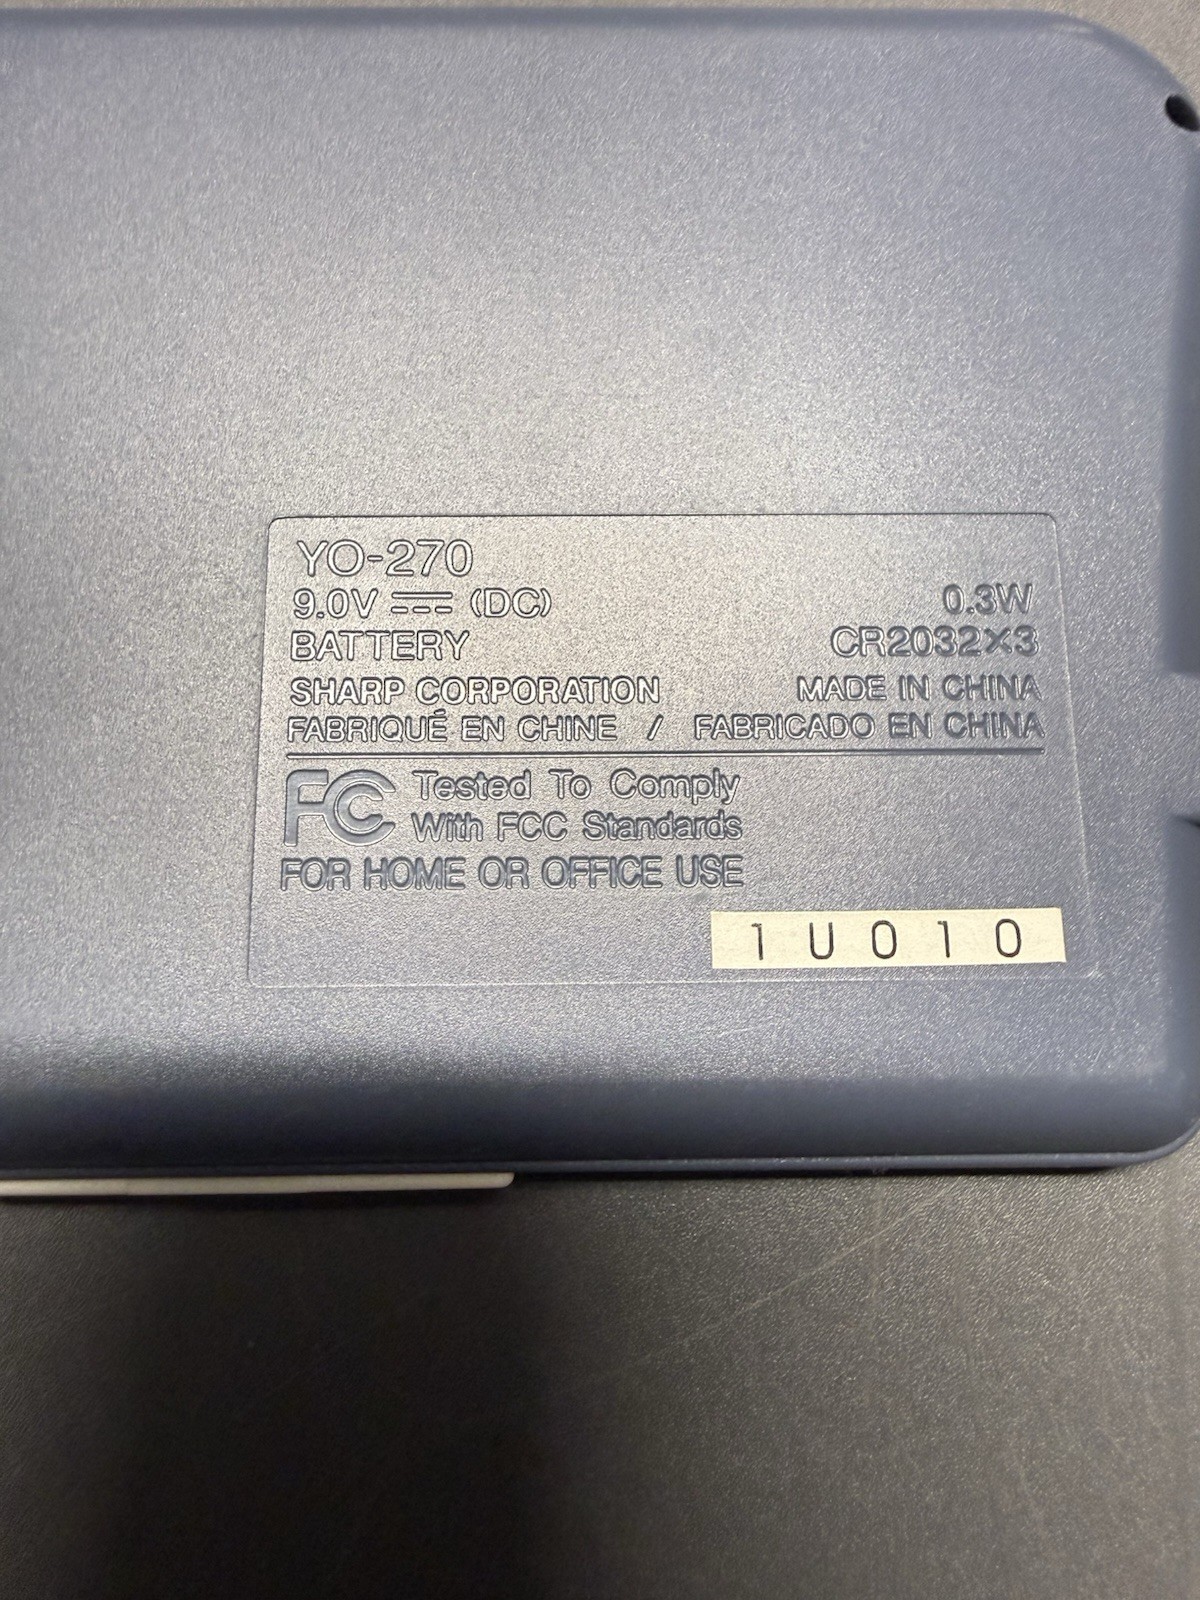 YO-270
9.0V ⎓ (DC) 0.3W
BATTERY CR2032×3
SHARP CORPORATION MADE IN CHINA
FABRIQUÉ EN CHINE / FABRICADO EN CHINA
FC Tested To Comply
With FCC Standards
FOR HOME OR OFFICE USE
1U010